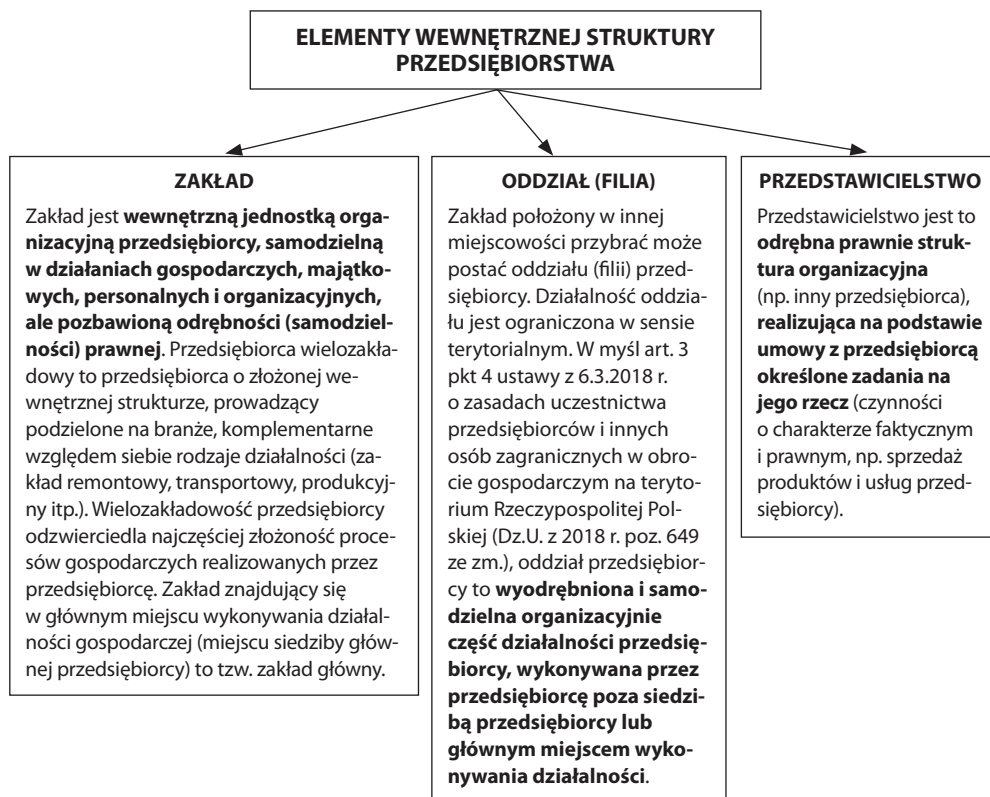 ELEMENTY WEWNĘTRZNEJ STRUKTURY
PRZEDSIĘBIORSTWA
ZAKŁAD
Zakład jest wewnętrzną jednostką orga-
nizacyjną przedsiębiorcy, samodzielną
w działaniach gospodarczych, majątko-
wych, personalnych i organizacyjnych,
ale pozbawioną odrębności (samodziel-
ności) prawnej. Przedsiębiorca wielozakła-
dowy to przedsiębiorca o złożonej we-
wnętrznej strukturze, prowadzący
podzielone na branże, komplementarne
względem siebie rodzaje działalności (za-
kład remontowy, transportowy, produkcyj-
ny itp.). Wielozakładowość przedsiębiorcy
odzwierciedla najczęściej złożoność proce-
sów gospodarczych realizowanych przez
przedsiębiorcę. Zakład znajdujący się
w głównym miejscu wykonywania działal-
ności gospodarczej (miejscu siedziby głów-
nej przedsiębiorcy) to tzw. zakład główny.
ODDZIAŁ (FILIA)
Zakład położony w innej
miejscowości przybrać może
postać oddziału (filii) przed-
siębiorcy. Działalność oddzia-
łu jest ograniczona w sensie
terytorialnym. W myśl art. 3
pkt 4 ustawy z 6.3.2018 r.
o zasadach uczestnictwa
przedsiębiorców i innych
osób zagranicznych w obro-
cie gospodarczym na teryto-
rium Rzeczypospolitej Pol-
skiej (Dz.U. z 2018 r. poz. 649
ze zm.), oddział przedsiębior-
cy to wyodrębniona i samo-
dzielna organizacyjnie
część działalności przedsię-
biorcy, wykonywana przez
przedsiębiorcę poza siedzi-
bą przedsiębiorcy lub
głównym miejscem wyko-
nywania działalności.
PRZEDSTAWICIELSTWO
Przedstawicielstwo jest to
odrębna prawnie struk-
tura organizacyjna
(np. inny przedsiębiorca),
realizująca na podstawie
umowy z przedsiębiorcą
określone zadania na
jego rzecz (czynności
o charakterze faktycznym
i prawnym, np. sprzedaż
produktów i usług przed-
siębiorcy).